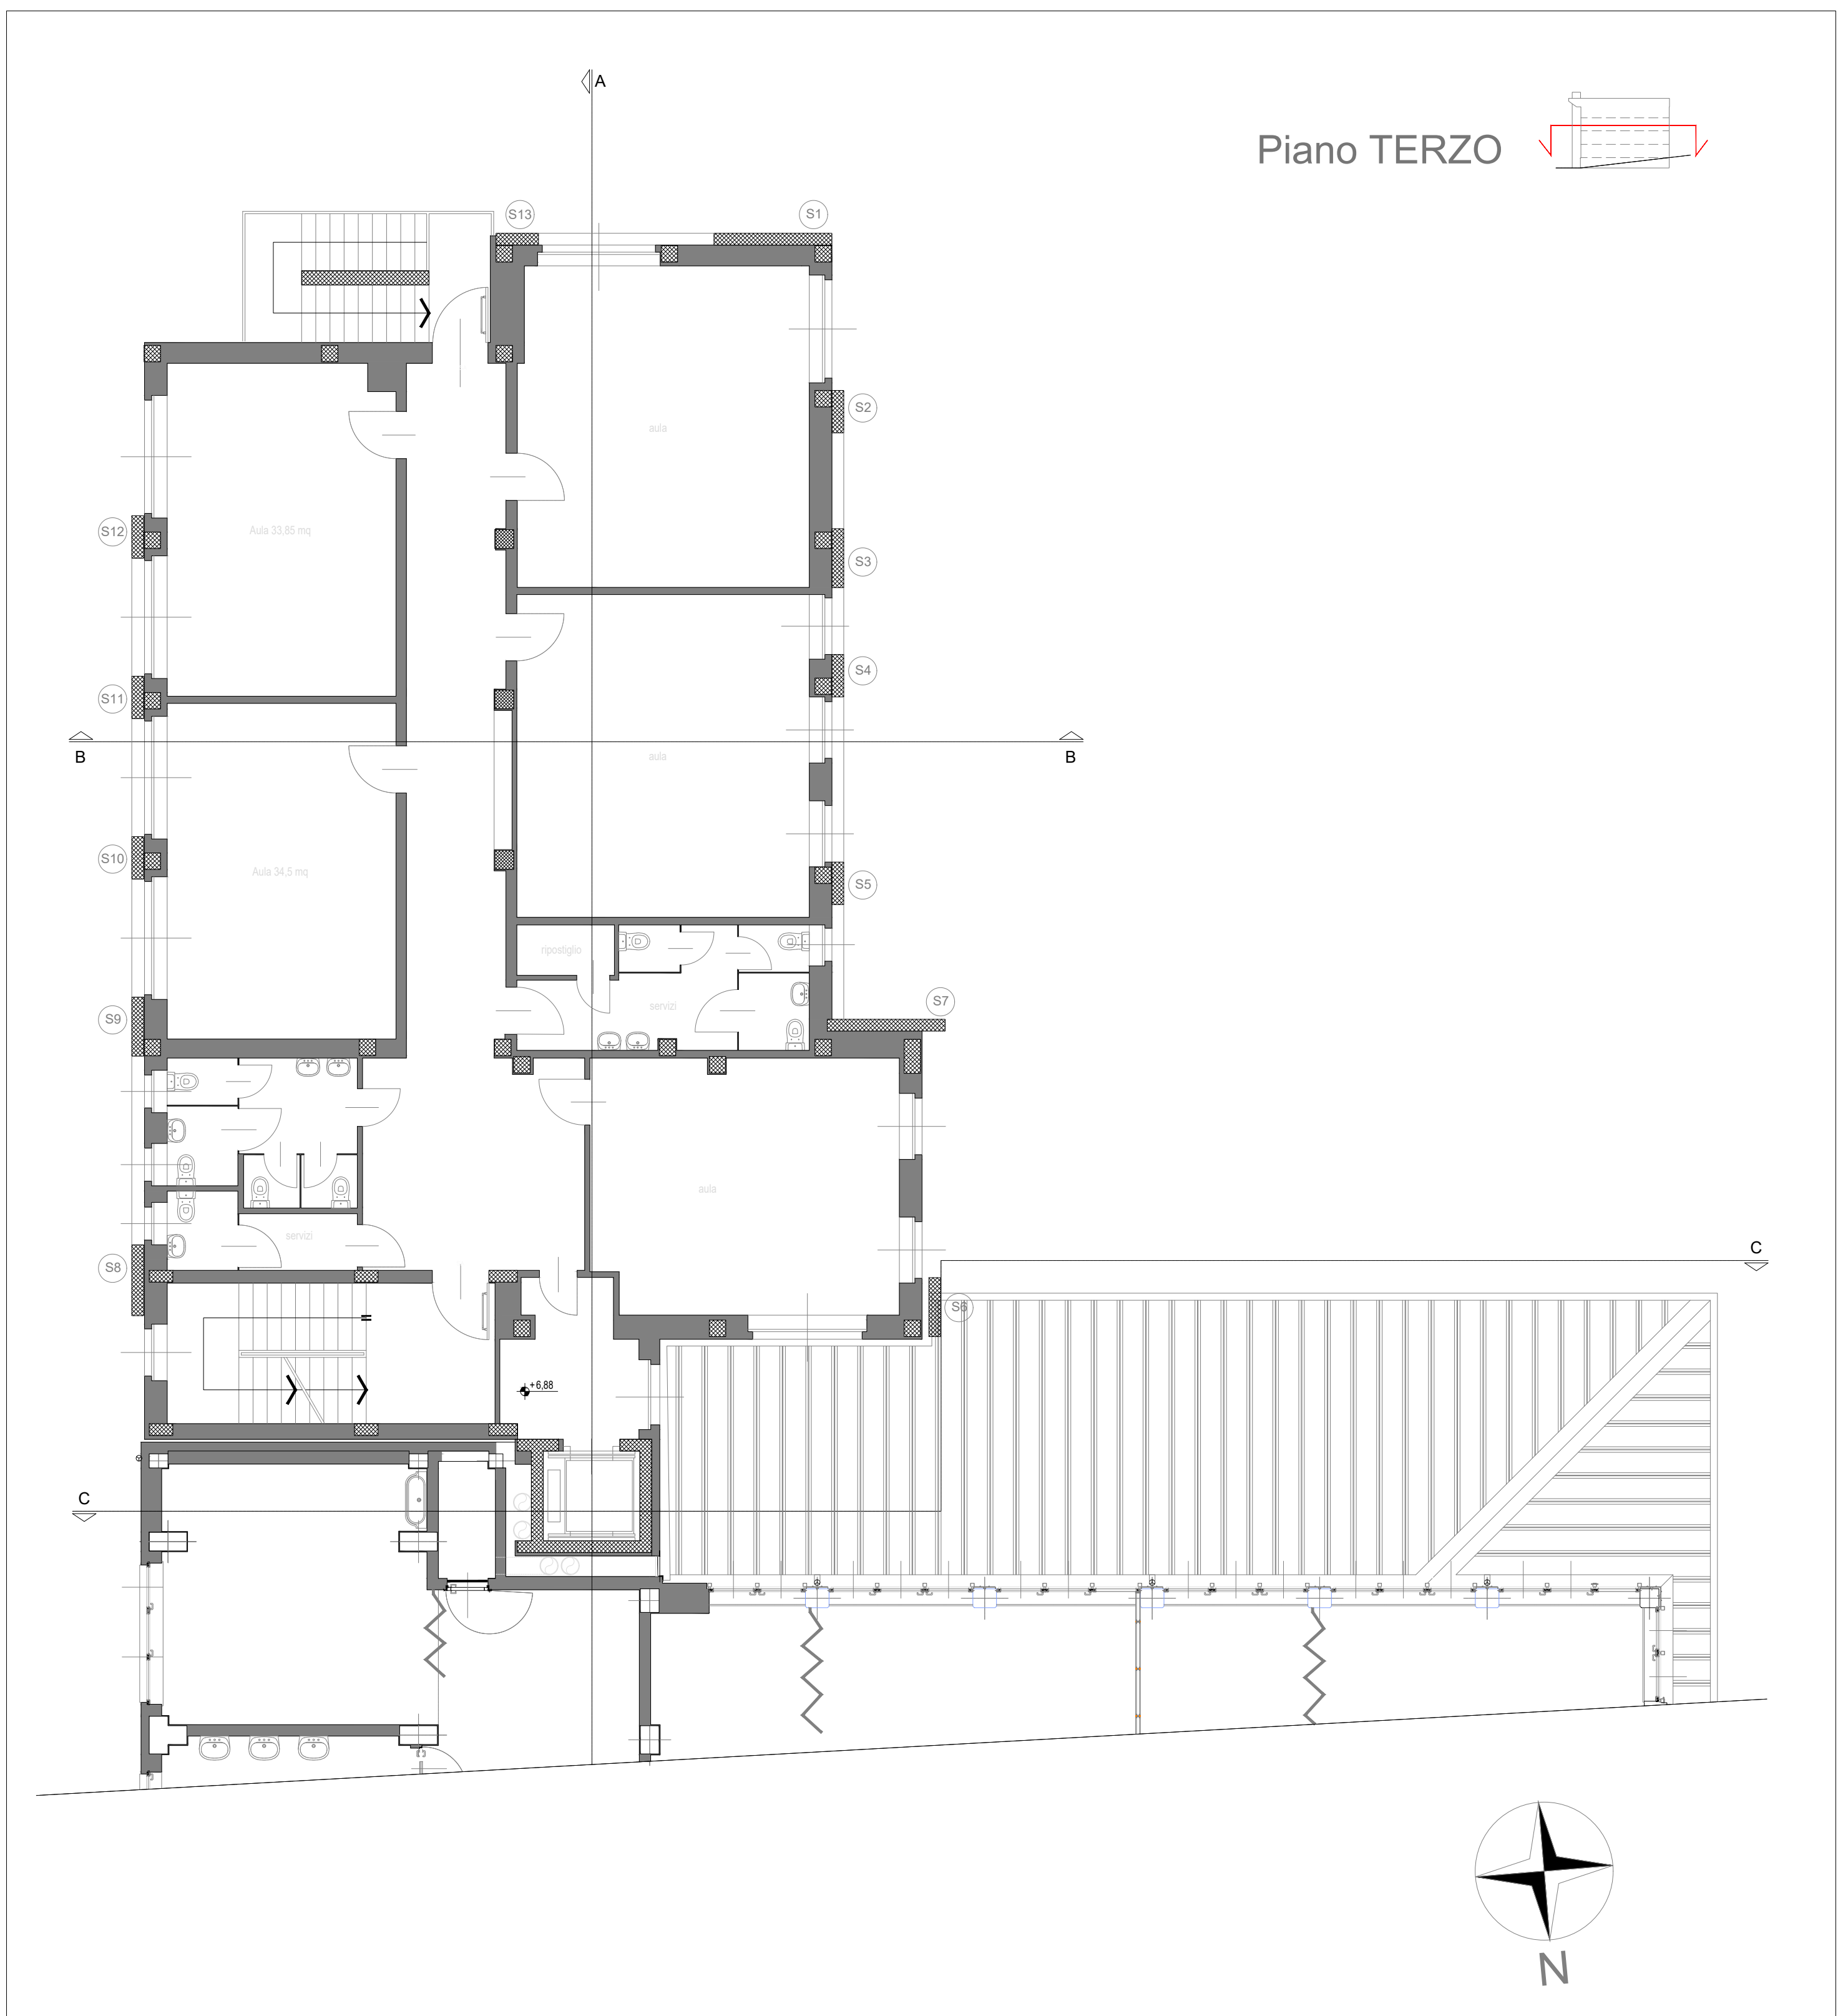 A
Piano TERZO
S13
S1
S2
aula
Aula 33,85 mq
S12
S3
S4
S11
B
B
aula
S10
Aula 34,5 mq
S5
ripostiglio
S7
servizi
S9
aula
servizi
C
S8
S6
+6,88
C
N